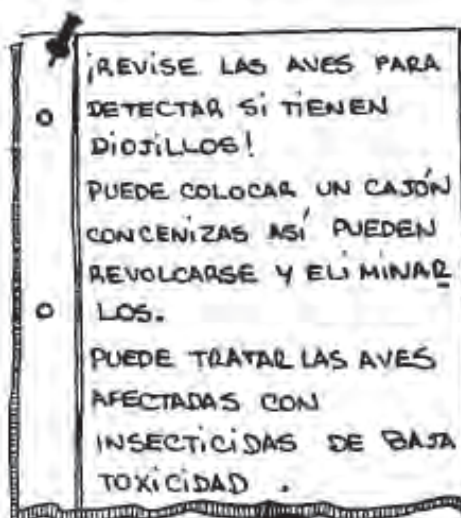 ¡REVISE LAS AVES PARA
DETECTAR SI TIENEN
DIOJILLOS!
PUEDE COLOCAR UN CAJÓN
CONCENIZAS ASÍ PUEDEN
REVOLCARSE Y ELIMINAR
LOS.
PUEDE TRATAR LAS AVES
AFECTADAS CON
INSECTICIDAS DE BAJA
TOXICIDAD .